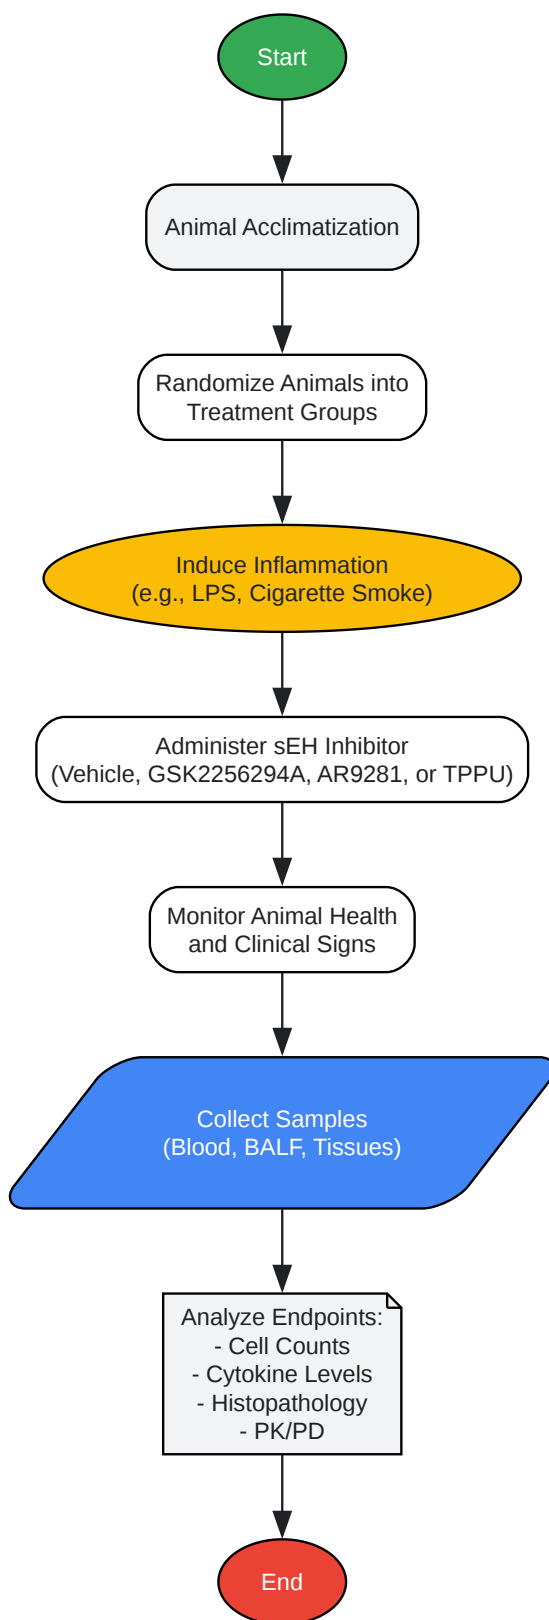 Start
Animal Acclimatization
Randomize Animals into
Treatment Groups
Induce Inflammation
(e.g., LPS, Cigarette Smoke)
Administer sEH Inhibitor
(Vehicle, GSK2256294A, AR9281, or TPPU)
Monitor Animal Health
and Clinical Signs
Collect Samples
(Blood, BALF, Tissues)
Analyze Endpoints:
- Cell Counts
- Cytokine Levels
- Histopathology
- PK/PD
End